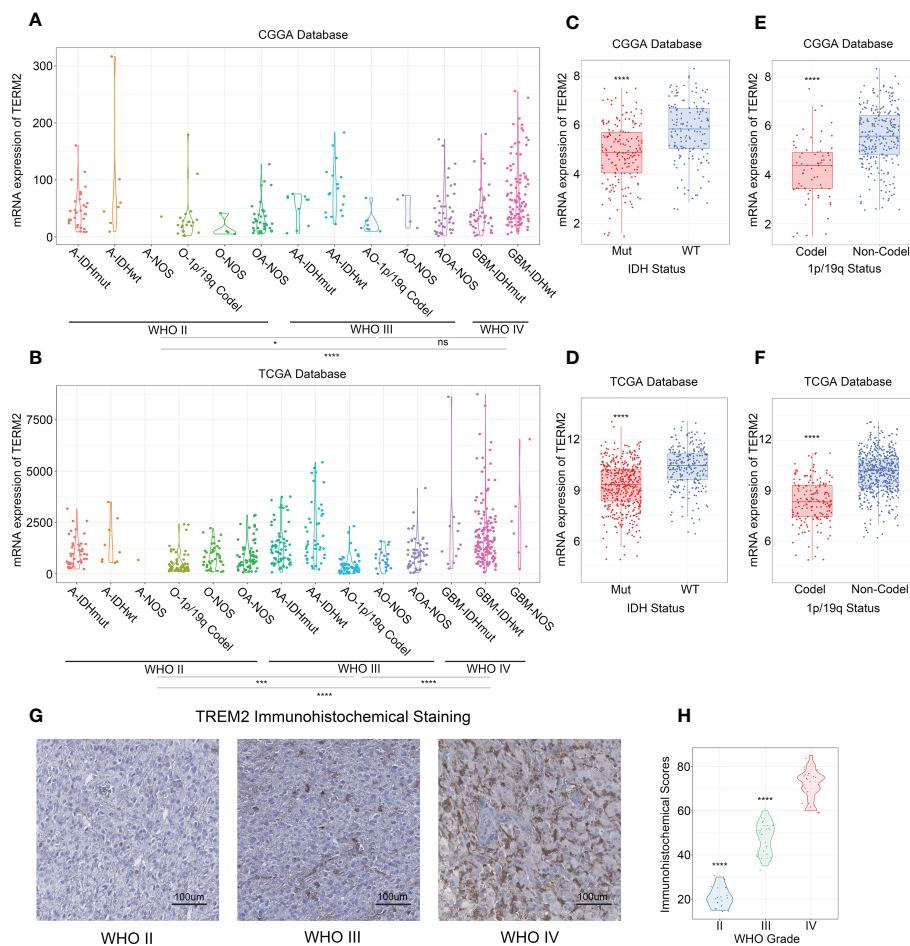 A
CGGA Database
mRNA expression of TERM2
300
200
100
0
A-IDHmut
A-IDHwt
A-NOS
O-1p/19q Codel
O-NOS
OA-NOS
AA-IDHmut
AA-IDHwt
AO-1p/19q Codel
AO-NOS
AOA-NOS
GBM-IDHmut
GBM-IDHwt
WHO II
WHO III
WHO IV
*
ns
****
C
CGGA Database
mRNA expression of TERM2
8
6
4
2
****
Mut
WT
IDH Status
E
CGGA Database
mRNA expression of TERM2
8
6
4
2
****
Codel
Non-Codel
1p/19q Status
B
TCGA Database
mRNA expression of TERM2
7500
5000
2500
0
A-IDHmut
A-IDHwt
A-NOS
O-1p/19q Codel
O-NOS
OA-NOS
AA-IDHmut
AA-IDHwt
AO-1p/19q Codel
AO-NOS
AOA-NOS
GBM-IDHmut
GBM-IDHwt
GBM-NOS
WHO II
WHO III
WHO IV
***
****
****
D
TCGA Database
mRNA expression of TERM2
12
9
6
****
Mut
WT
IDH Status
F
TCGA Database
mRNA expression of TERM2
12
9
6
****
Codel
Non-Codel
1p/19q Status
G
TREM2 Immunohistochemical Staining
100um
100um
100um
WHO II
WHO III
WHO IV
H
Immunohistochemical Scores
80
60
40
20
****
****
II
III
IV
WHO Grade